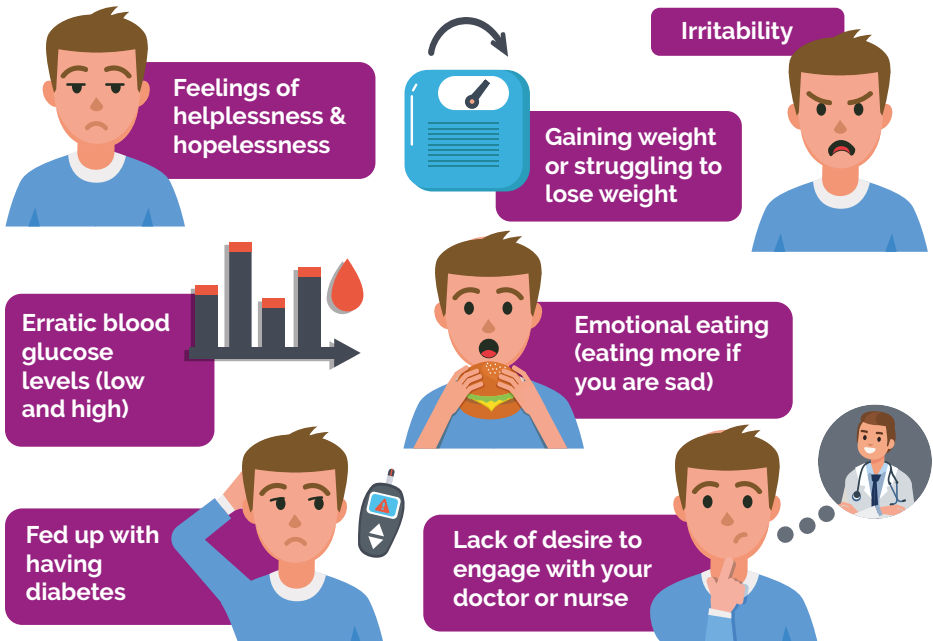 Feelings of
helplessness &
hopelessness
Gaining weight
or struggling to
lose weight
Irritability
Erratic blood
glucose
levels (low
and high)
Emotional eating
(eating more if
you are sad)
Fed up with
having
diabetes
Lack of desire to
engage with your
doctor or nurse